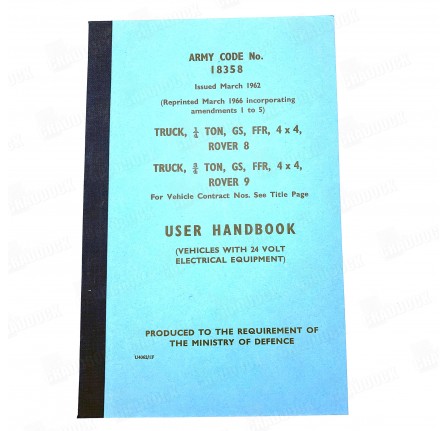 ARMY CODE No.
18358
Issued March 1962
(Reprinted March 1966 incorporating
amendments 1 to 5)
TRUCK, ¼ TON, GS, FFR, 4 x 4,
ROVER 8
TRUCK, ¾ TON, GS, FFR, 4 x 4,
ROVER 9
For Vehicle Contract Nos. See Title Page
USER HANDBOOK
(VEHICLES WITH 24 VOLT
ELECTRICAL EQUIPMENT)
PRODUCED TO THE REQUIREMENT OF
THE MINISTRY OF DEFENCE